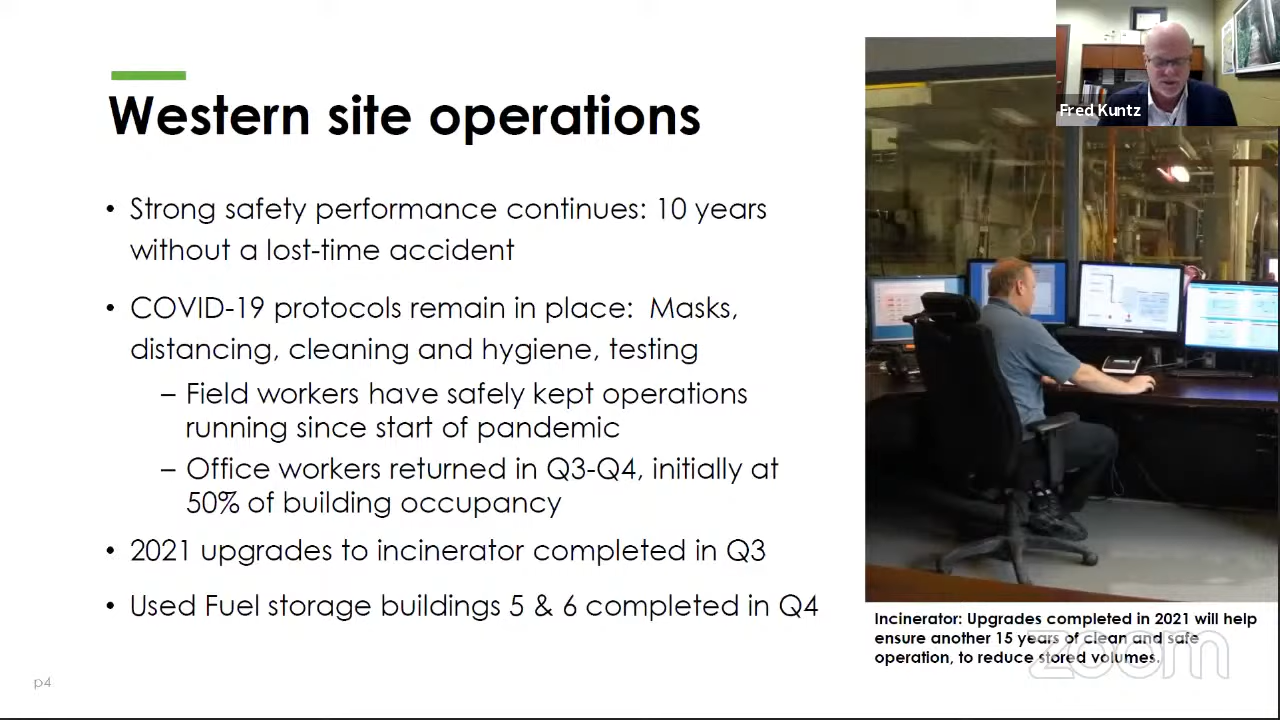 Western site operations
• Strong safety performance continues: 10 years
without a lost-time accident
• COVID-19 protocols remain in place:  Masks,
distancing, cleaning and hygiene, testing
– Field workers have safely kept operations
running since start of pandemic
– Office workers returned in Q3-Q4, initially at
50% of building occupancy
• 2021 upgrades to incinerator completed in Q3
• Used Fuel storage buildings 5 & 6 completed in Q4
p4
Fred Kuntz
Incinerator: Upgrades completed in 2021 will help
ensure another 15 years of clean and safe
operation, to reduce stored volumes.
zoom